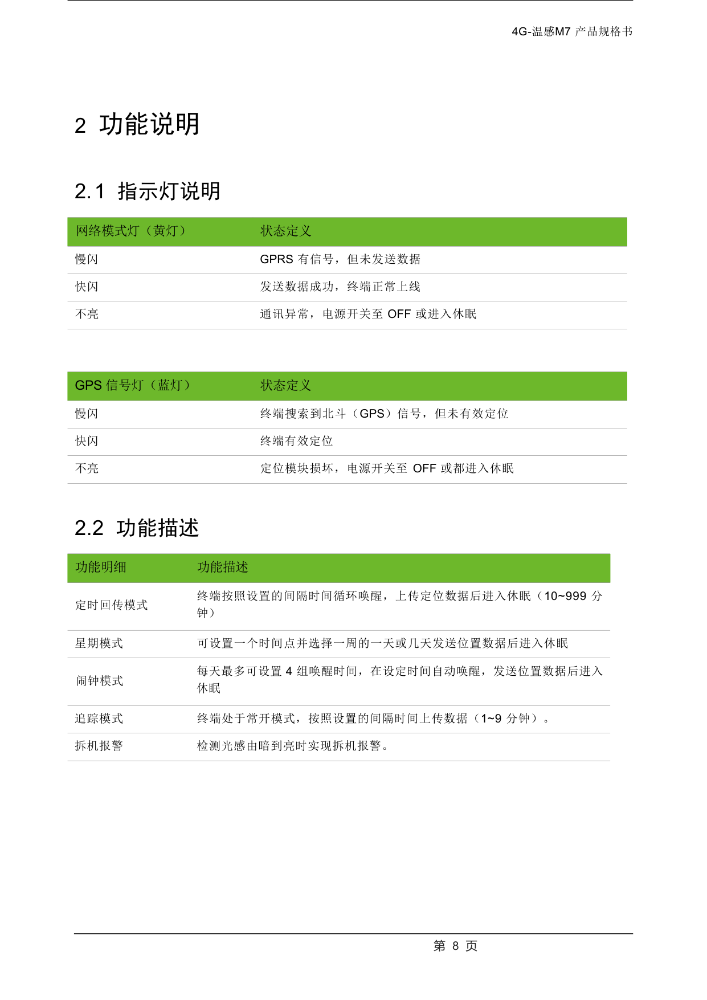 4G-温感M7 产品规格书
2 功能说明
2.1 指示灯说明
网络模式灯（黄灯） 状态定义
慢闪 GPRS 有信号，但未发送数据
快闪 发送数据成功，终端正常上线
不亮 通讯异常，电源开关至 OFF 或进入休眠
GPS 信号灯（蓝灯） 状态定义
慢闪 终端搜索到北斗（GPS）信号，但未有效定位
快闪 终端有效定位
不亮 定位模块损坏，电源开关至 OFF 或都进入休眠
2.2 功能描述
功能明细 功能描述
定时回传模式 终端按照设置的间隔时间循环唤醒，上传定位数据后进入休眠（10~999 分
钟）
星期模式 可设置一个时间点并选择一周的一天或几天发送位置数据后进入休眠
闹钟模式 每天最多可设置 4 组唤醒时间，在设定时间自动唤醒，发送位置数据后进入
休眠
追踪模式 终端处于常开模式，按照设置的间隔时间上传数据（1~9 分钟）。
拆机报警 检测光感由暗到亮时实现拆机报警。
第 8 页